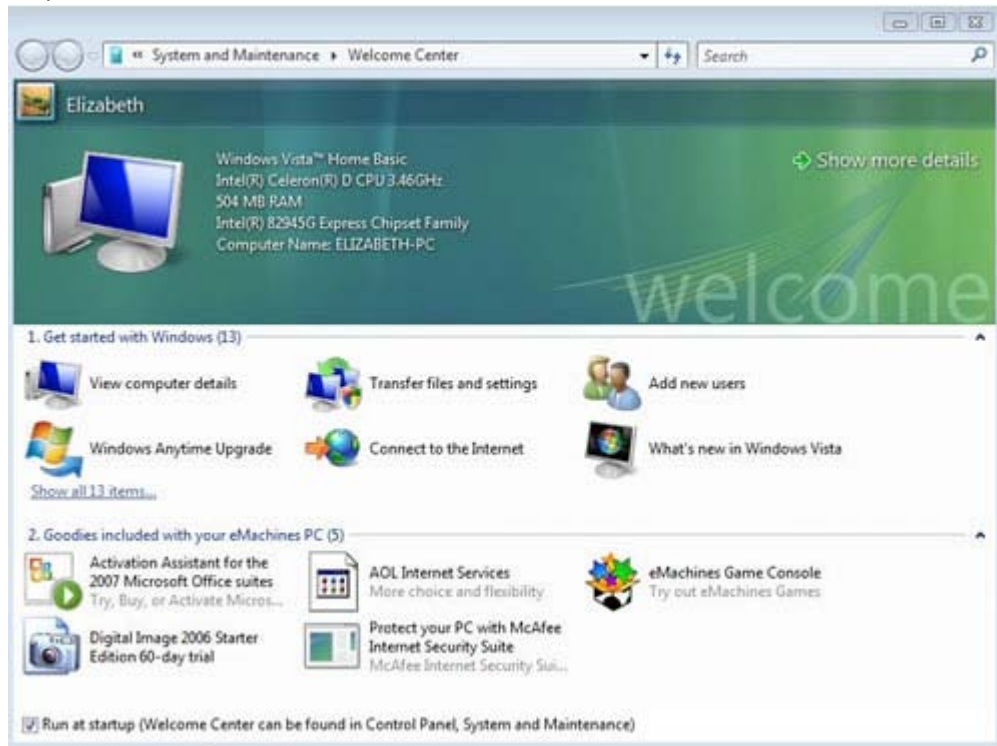 « System and Maintenance ▸ Welcome Center
Search
Elizabeth
Windows Vista™ Home Basic
Intel(R) Celeron(R) D CPU 3.46GHz
504 MB RAM
Intel(R) 82945G Express Chipset Family
Computer Name: ELIZABETH-PC
Show more details
welcome
1. Get started with Windows (13)
View computer details
Transfer files and settings
Add new users
Windows Anytime Upgrade
Connect to the Internet
What's new in Windows Vista
Show all 13 items...
2. Goodies included with your eMachines PC (5)
Activation Assistant for the
2007 Microsoft Office suites
Try, Buy, or Activate Micros...
AOL Internet Services
More choice and flexibility
eMachines Game Console
Try out eMachines Games
Digital Image 2006 Starter
Edition 60-day trial
Protect your PC with McAfee
Internet Security Suite
McAfee Internet Security Sui...
Run at startup (Welcome Center can be found in Control Panel, System and Maintenance)